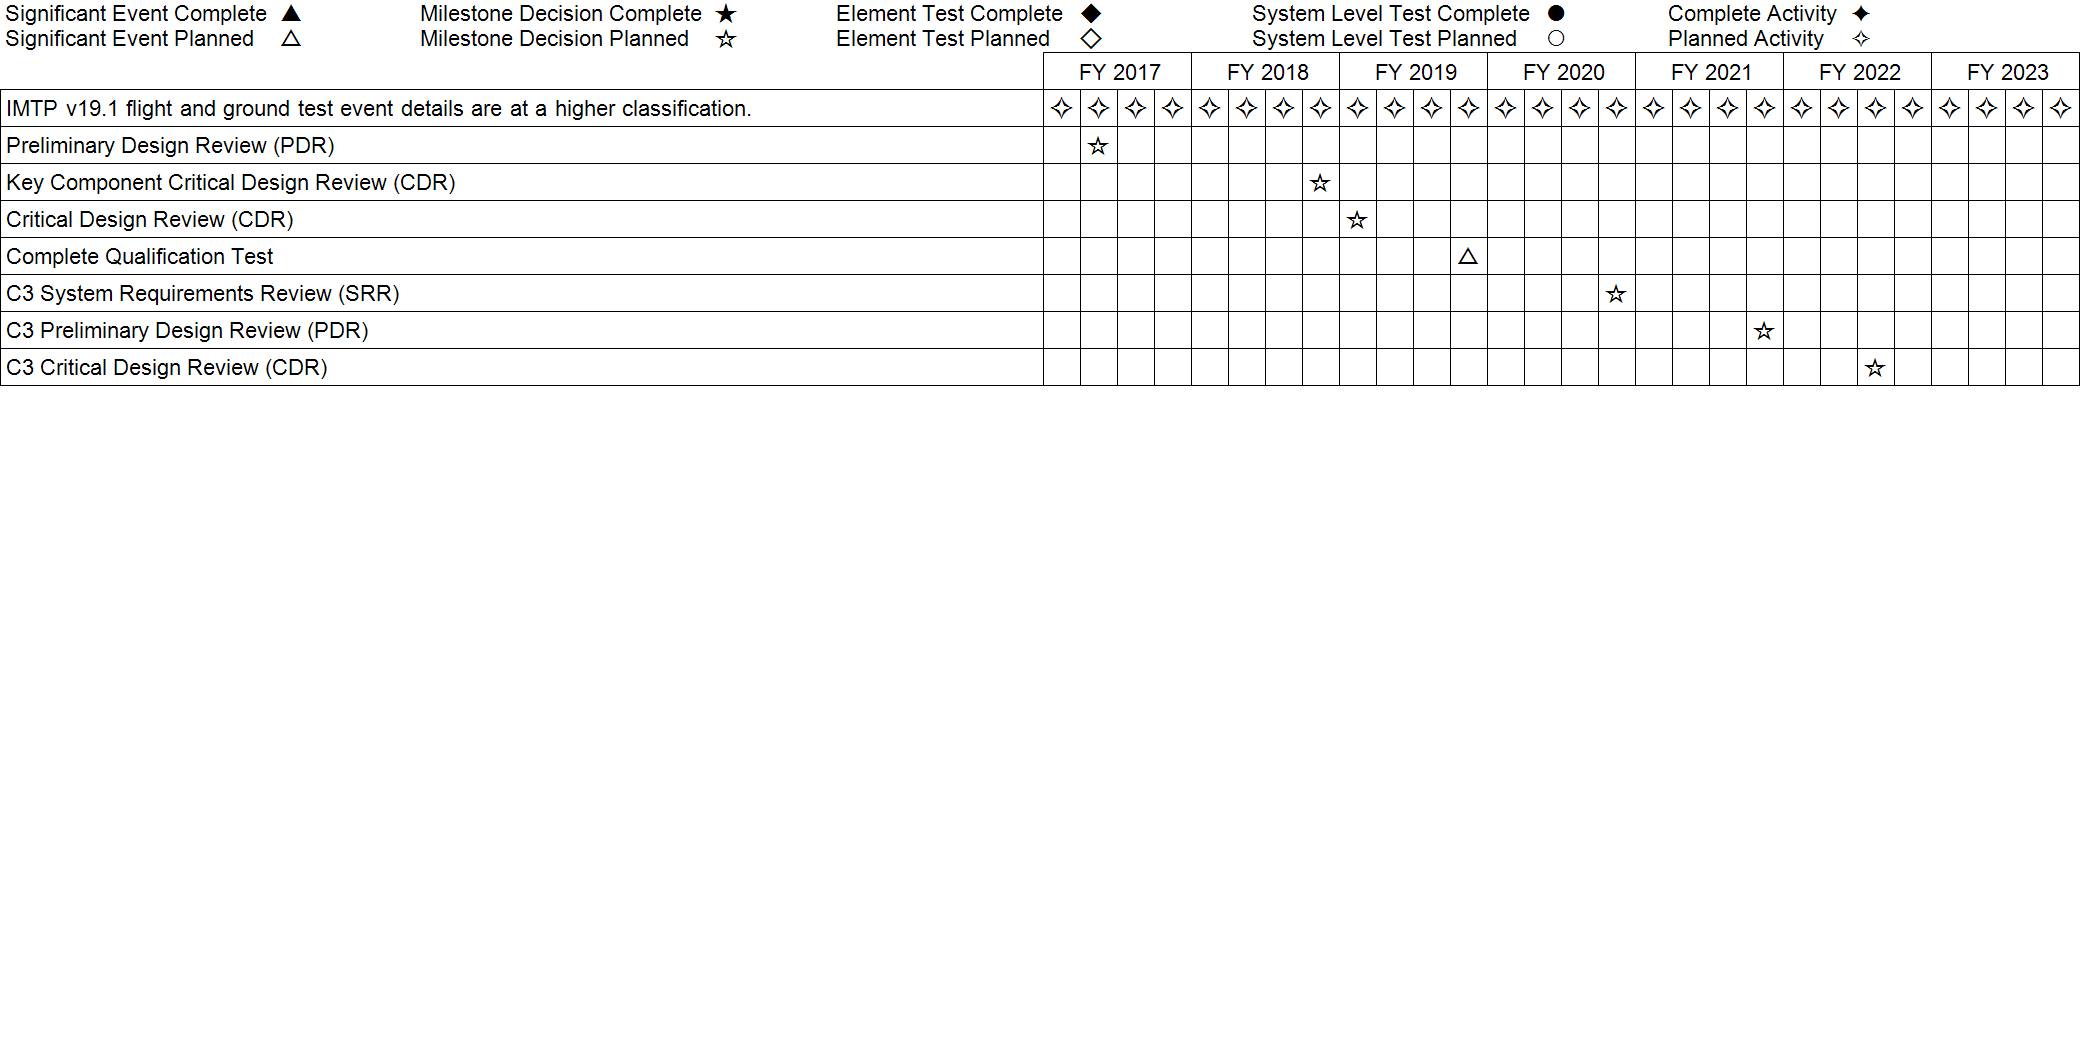 Significant Event Complete ▲ Milestone Decision Complete ★ Element Test Complete ◆ System Level Test Complete ● Complete Activity ✦
Significant Event Planned △ Milestone Decision Planned ☆ Element Test Planned ◇ System Level Test Planned ○ Planned Activity ✧
FY 2017 FY 2018 FY 2019 FY 2020 FY 2021 FY 2022 FY 2023
IMTP v19.1 flight and ground test event details are at a higher classification. ✧ ✧ ✧ ✧ ✧ ✧ ✧ ✧ ✧ ✧ ✧ ✧ ✧ ✧ ✧ ✧ ✧ ✧ ✧ ✧ ✧ ✧ ✧ ✧ ✧ ✧ ✧ ✧
Preliminary Design Review (PDR) ☆
Key Component Critical Design Review (CDR) ☆
Critical Design Review (CDR) ☆
Complete Qualification Test △
C3 System Requirements Review (SRR) ☆
C3 Preliminary Design Review (PDR) ☆
C3 Critical Design Review (CDR) ☆